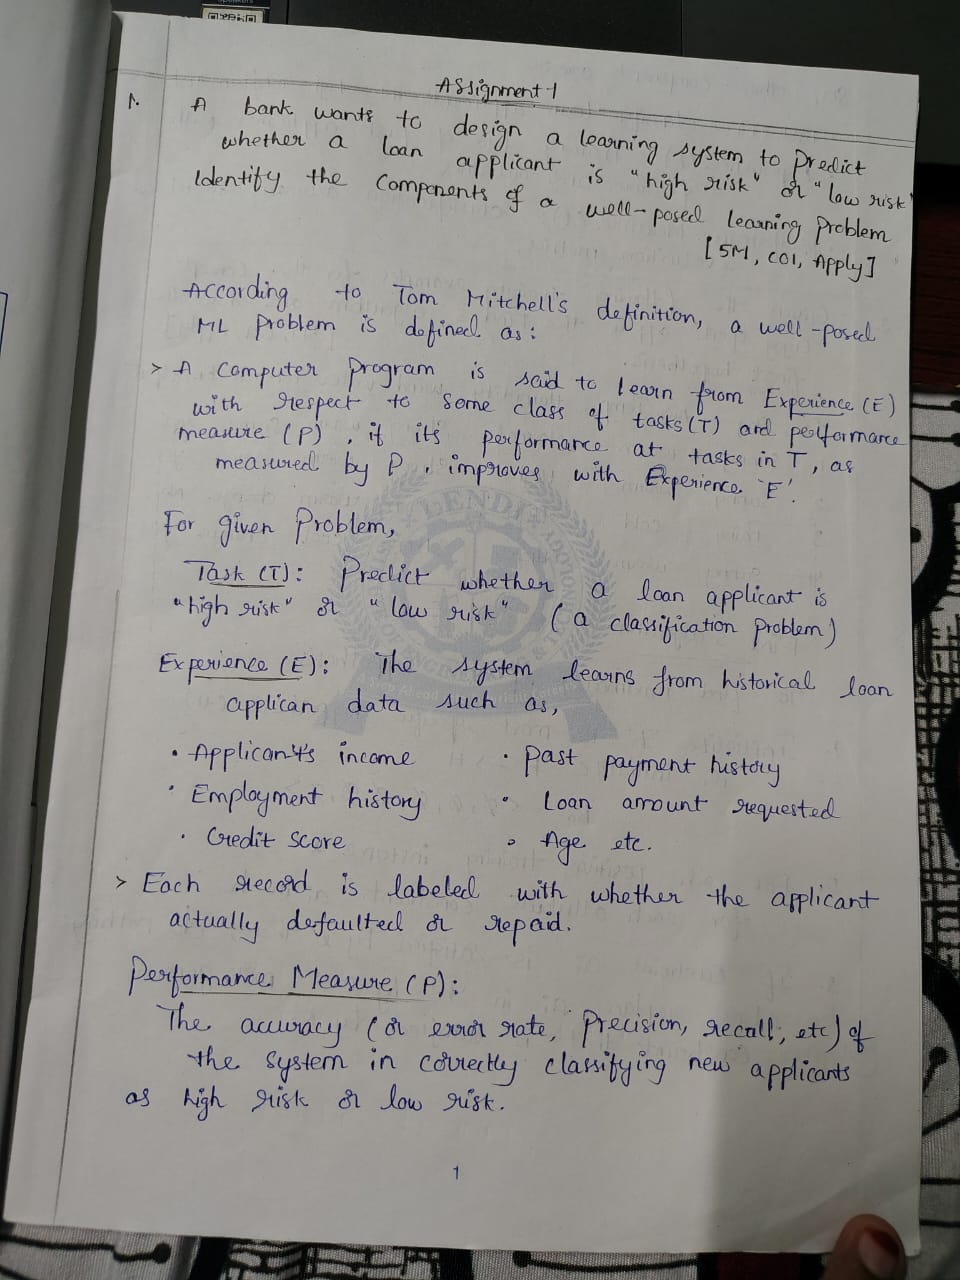 Assignment-1
1. A bank wants to design a learning system to predict
whether a loan applicant is "high risk" or "low risk"
Identify the components of a well-posed learning problem
[5M, CO1, Apply]
According to Tom Mitchell's definition, a well-posed
ML problem is defined as:
> A computer program is said to learn from Experience (E)
with respect to some class of tasks(T) and performance
measure (P), if its performance at tasks in T, as
measured by P, improves with Experience 'E'.
For given Problem,
Task (T): Predict whether a loan applicant is
"high risk" or "low risk" (a classification problem)
Experience (E): The system learns from historical loan
applican data such as,
• Applicant's income • Past payment history
• Employment history • Loan amount requested
• Credit score • Age etc.
> Each record is labeled with whether the applicant
actually defaulted or repaid.
Performance Measure (P):
The accuracy (or error rate, Precision, recall, etc) of
the system in correctly classifying new applicants
as high risk or low risk.
1
LENDI